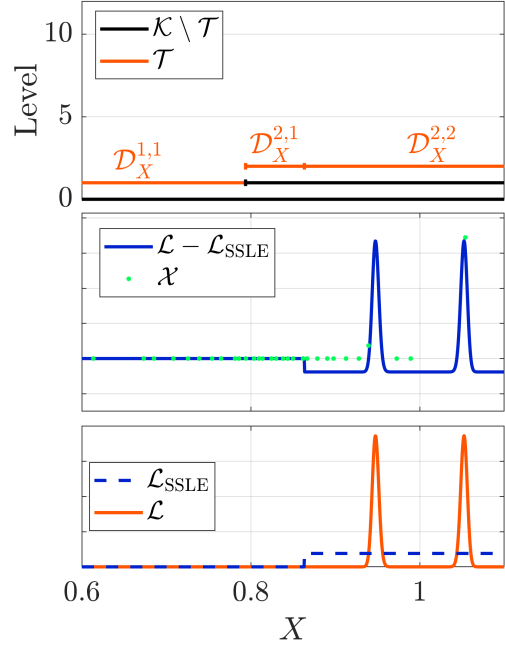 10
𝒦 \ 𝒯
𝒯
Level
5
𝒟_X^{1,1}
𝒟_X^{2,1}
𝒟_X^{2,2}
0
ℒ − ℒ_SSLE
𝒳
ℒ_SSLE
ℒ
0.6
0.8
1
X